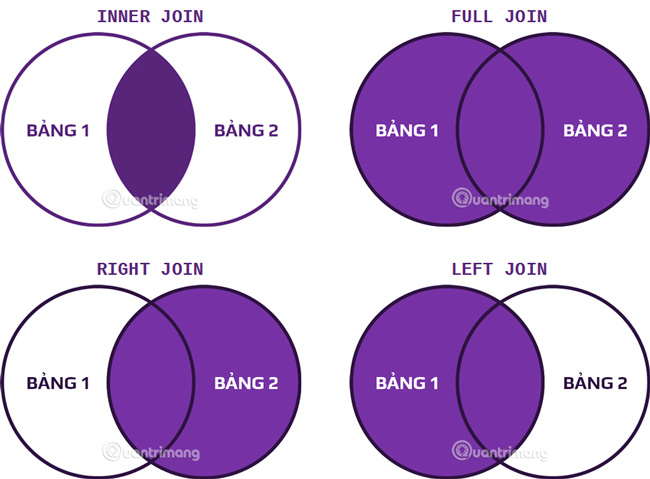 INNER JOIN
FULL JOIN
BẢNG 1
BẢNG 2
BẢNG 1
BẢNG 2
Quantrimang
Quantrimang
RIGHT JOIN
LEFT JOIN
BẢNG 1
BẢNG 2
BẢNG 1
BẢNG 2
Quantrimang
Quantrimang